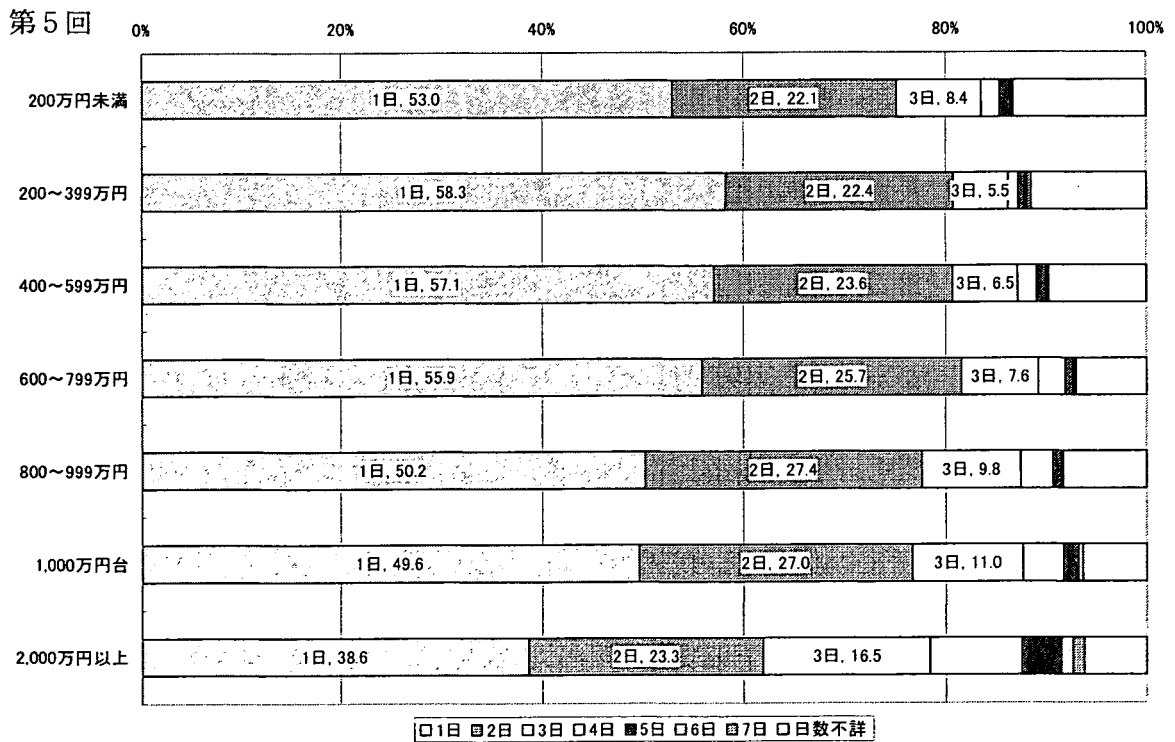 第5回
0% 20% 40% 60% 80% 100%
200万円未満 1日, 53.0 2日, 22.1 3日, 8.4
200～399万円 1日, 58.3 2日, 22.4 3日, 5.5
400～599万円 1日, 57.1 2日, 23.6 3日, 6.5
600～799万円 1日, 55.9 2日, 25.7 3日, 7.6
800～999万円 1日, 50.2 2日, 27.4 3日, 9.8
1,000万円台 1日, 49.6 2日, 27.0 3日, 11.0
2,000万円以上 1日, 38.6 2日, 23.3 3日, 16.5
1日 2日 3日 4日 5日 6日 7日 日数不詳